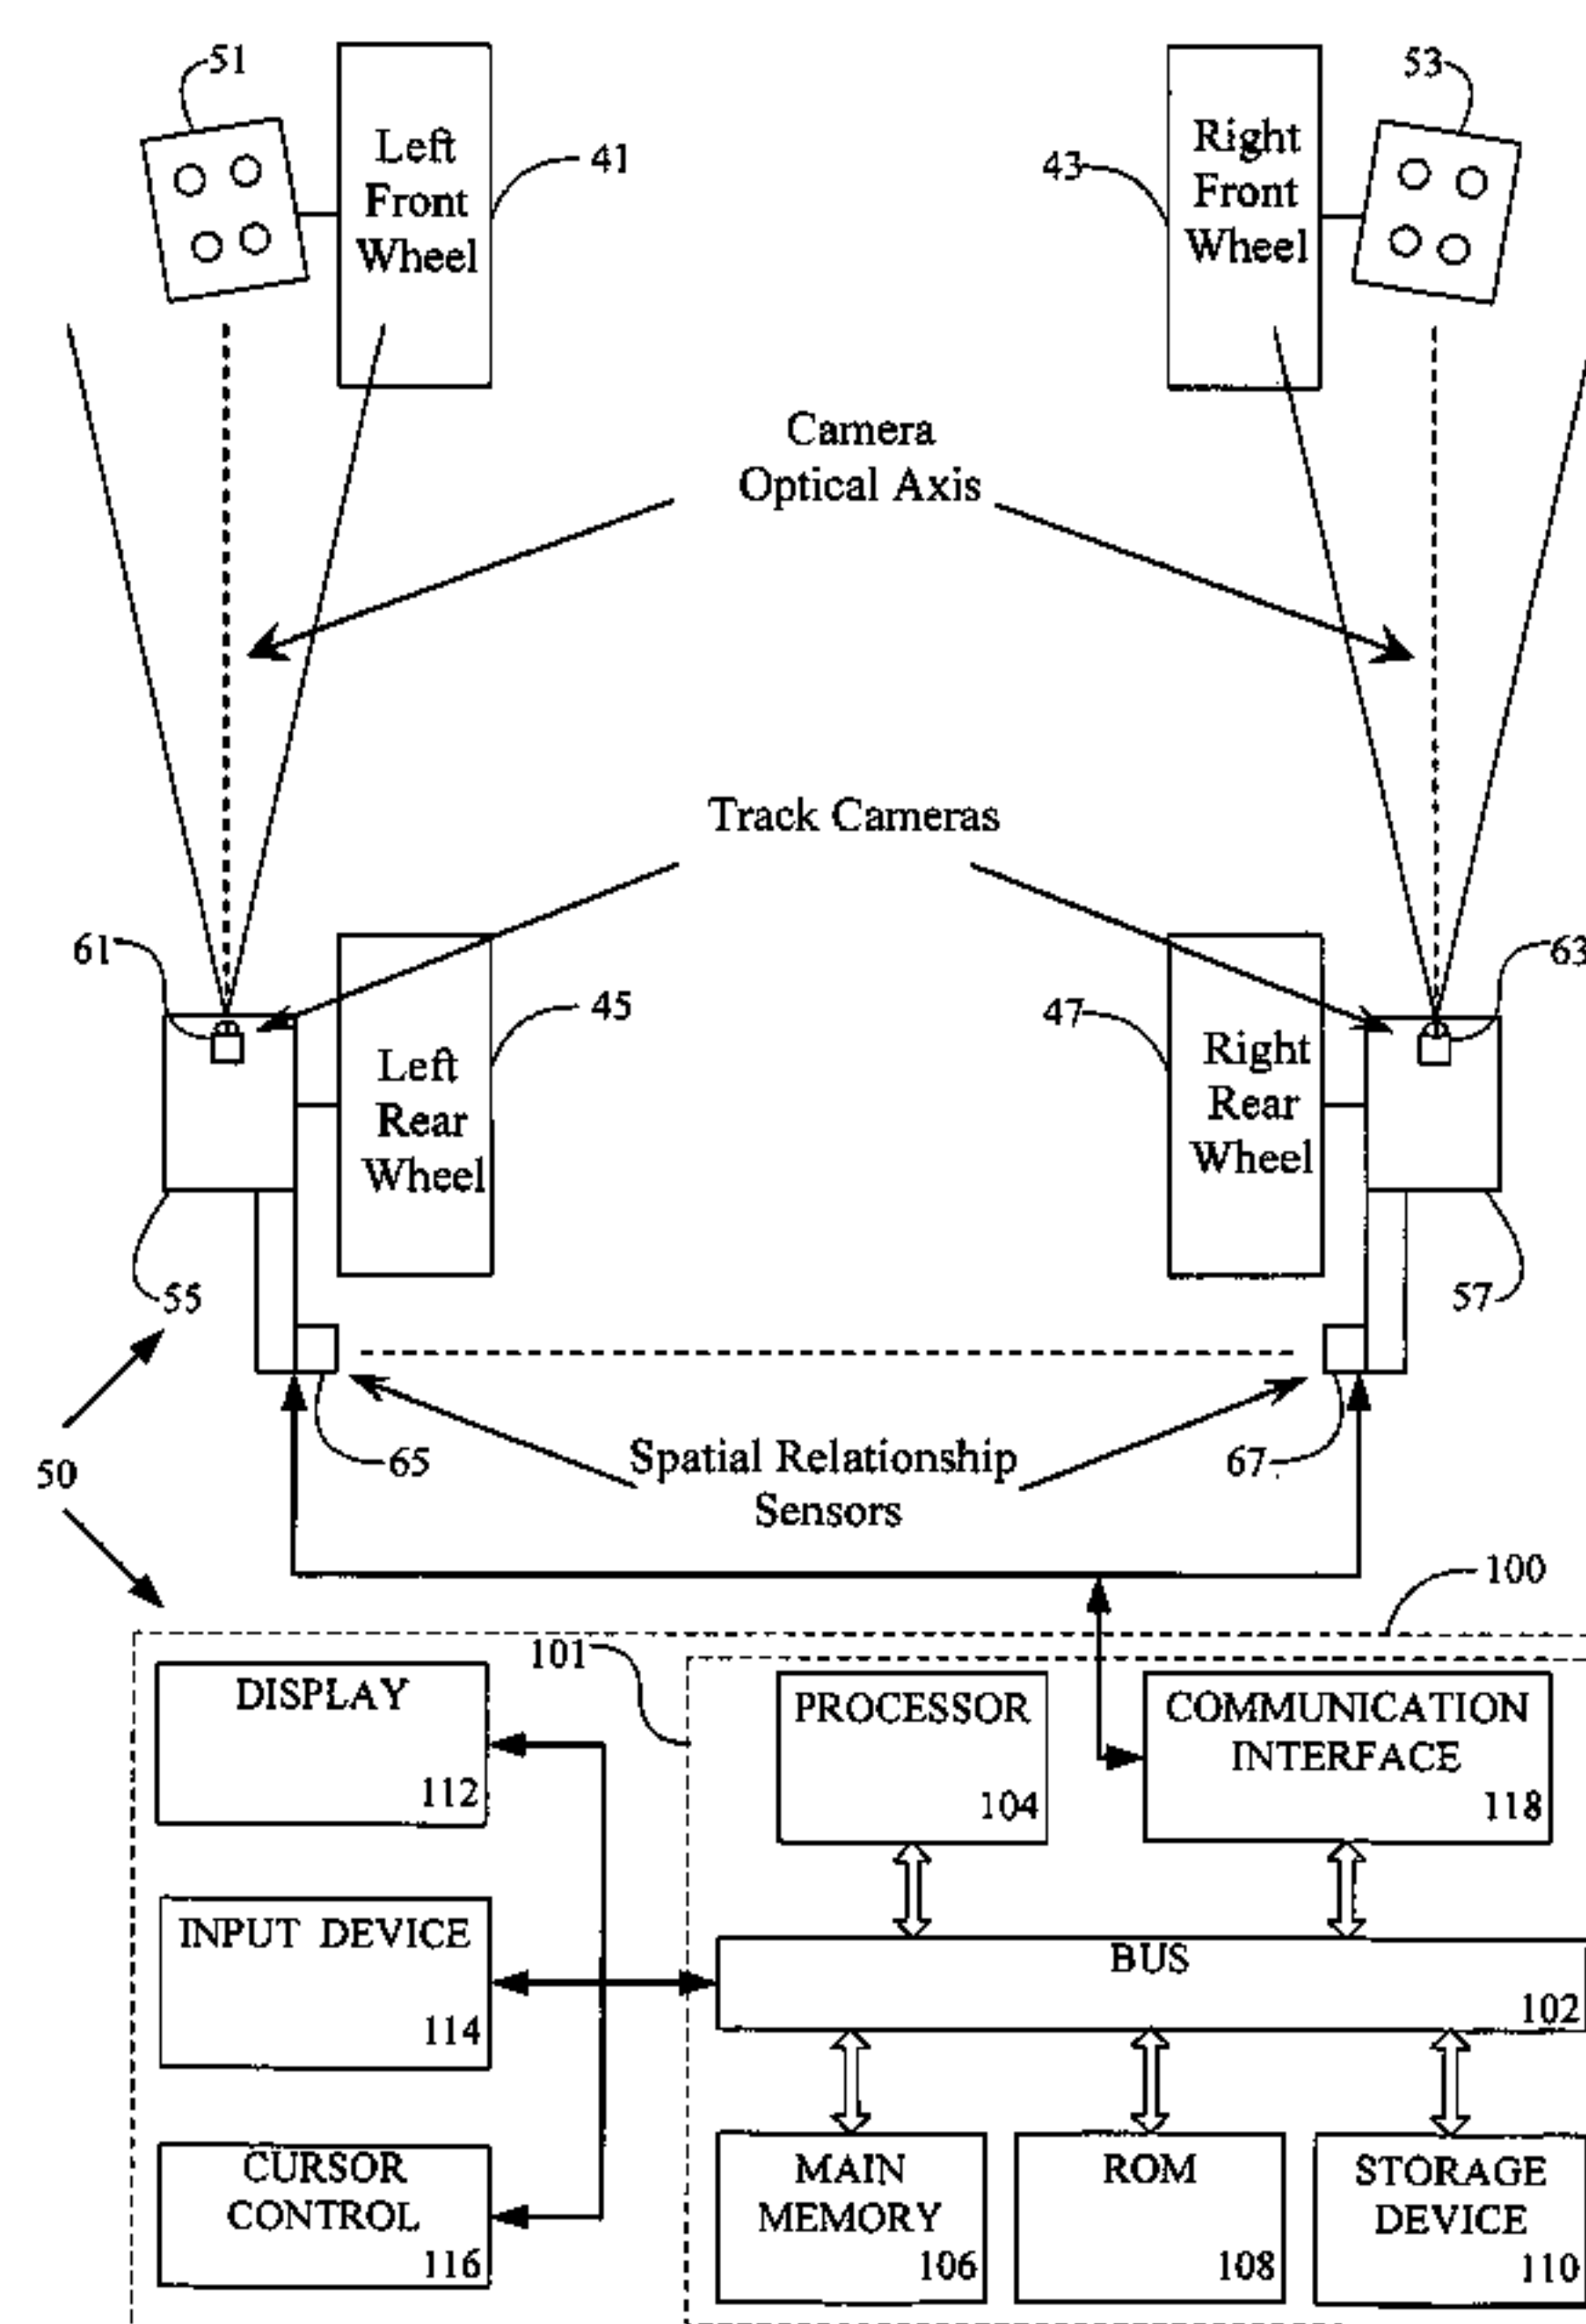 51
53
Left
Front
Wheel
41
43
Right
Front
Wheel
Camera
Optical Axis
Track Cameras
61
63
45
47
Left
Rear
Wheel
Right
Rear
Wheel
55
57
50
65
Spatial Relationship
Sensors
67
100
101
DISPLAY
112
PROCESSOR
104
COMMUNICATION
INTERFACE
118
INPUT DEVICE
114
BUS
102
CURSOR
CONTROL
116
MAIN
MEMORY
106
ROM
108
STORAGE
DEVICE
110